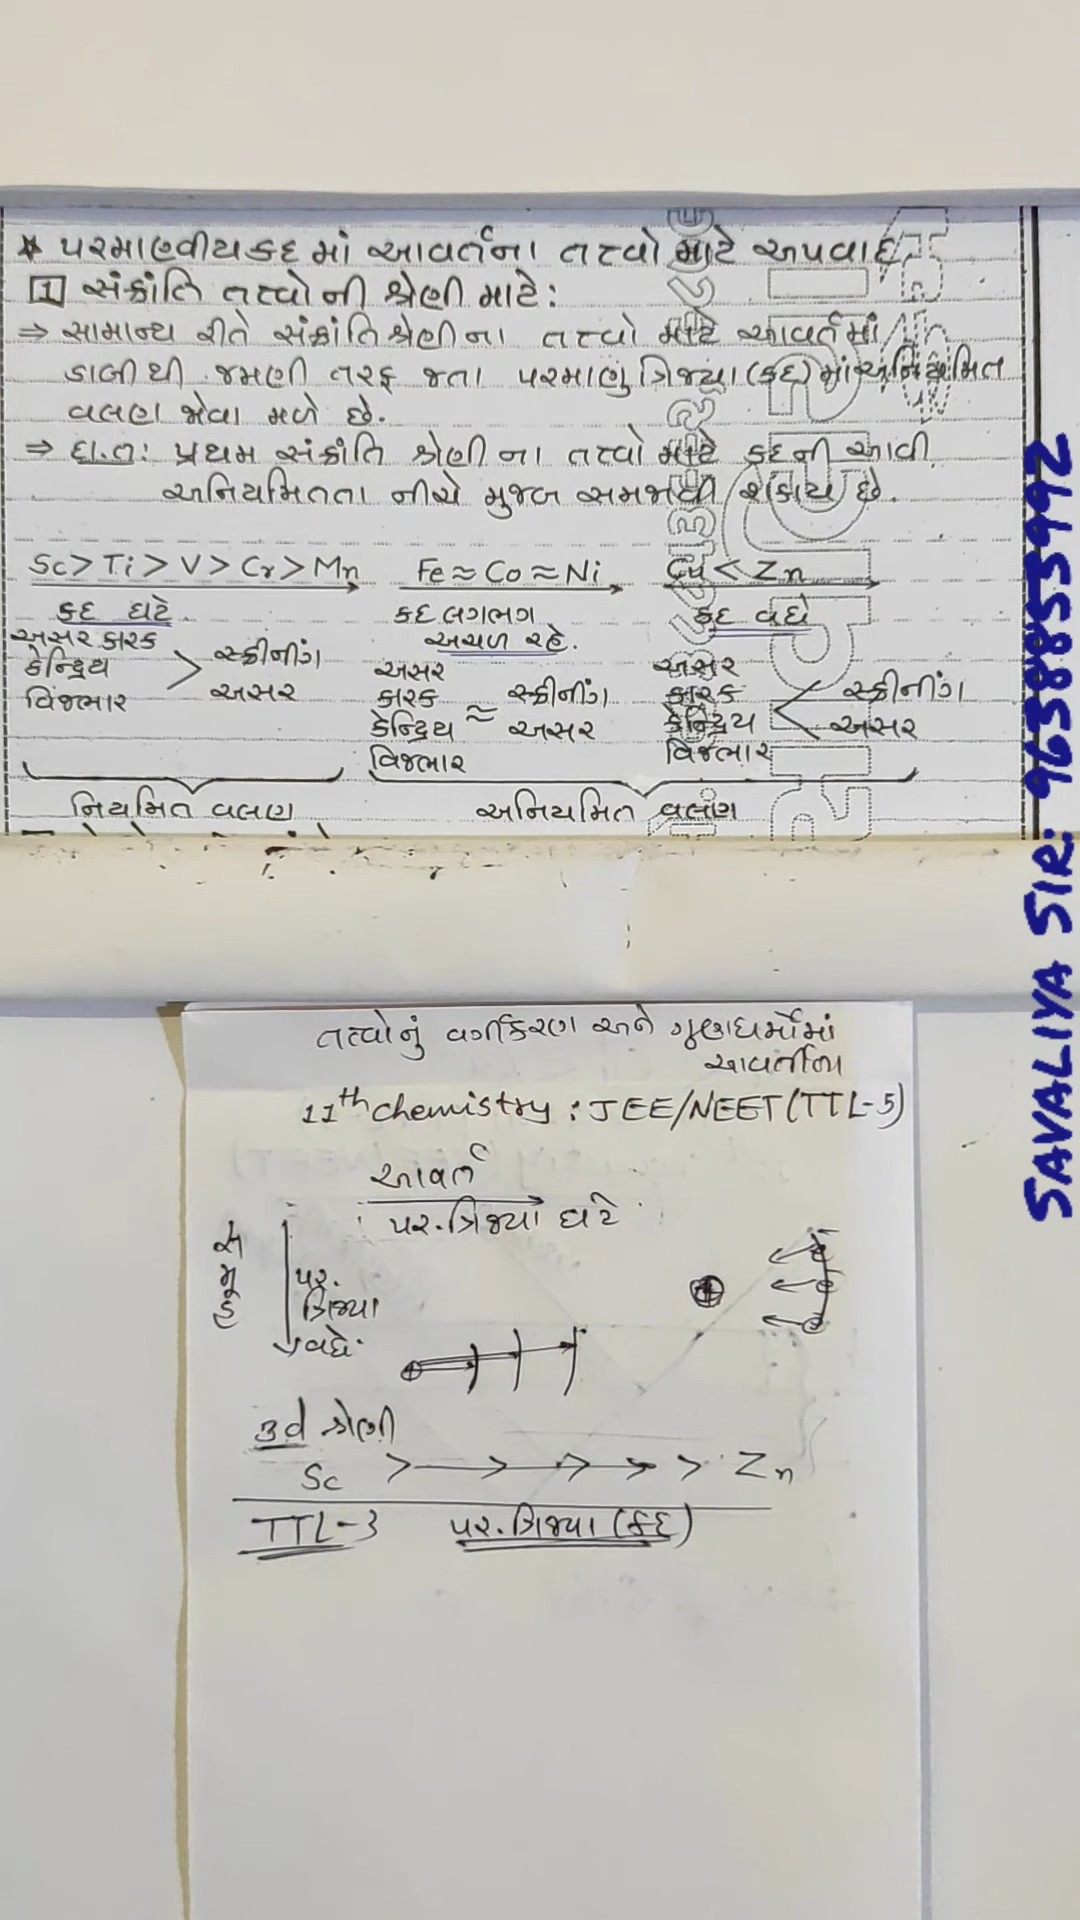 * પરમાણ્વીય કદ માં આવર્તના તત્વો માટે અપવાદ
1 સંક્રાંતિ તત્વોની શ્રેણી માટે:
⇒ સામાન્ય રીતે સંક્રાંતિ શ્રેણીના તત્વો માટે આવર્તમાં
ડાબીથી જમણી તરફ જતા પરમાણુ ત્રિજ્યા (કદ) માં અનિયમિત
વલણ જોવા મળે છે.
⇒ દા.ત: પ્રથમ સંક્રાંતિ શ્રેણીના તત્વો માટે કદની આવી
અનિયમિતતા નીચે મુજબ સમજાવી શકાય છે.
Sc > Ti > V > Cr > Mn Fe ≈ Co ≈ Ni Cu < Zn
કદ ઘટે કદ લગભગ અચળ રહે. કદ વધે
અસરકારક કેન્દ્રિય વિજભાર > સ્ક્રીનીંગ અસર
અસર કારક કેન્દ્રિય વિજભાર ≈ સ્ક્રીનીંગ અસર
અસર કારક કેન્દ્રિય વિજભાર < સ્ક્રીનીંગ અસર
નિયમિત વલણ અનિયમિત વલણ
SAVALIYA SIR: 9638855992
તત્વોનું વર્ગીકરણ અને ગુણધર્મોમાં
આવર્તીતા
11th chemistry : JEE/NEET (TTL-5)
આવર્ત
પર. ત્રિજ્યા ઘટે
સમૂહ
પર.
ત્રિજ્યા
વધે.
3d શ્રેણી
Sc > > > > > Zn
TTL-3 પર. ત્રિજ્યા (કદ)